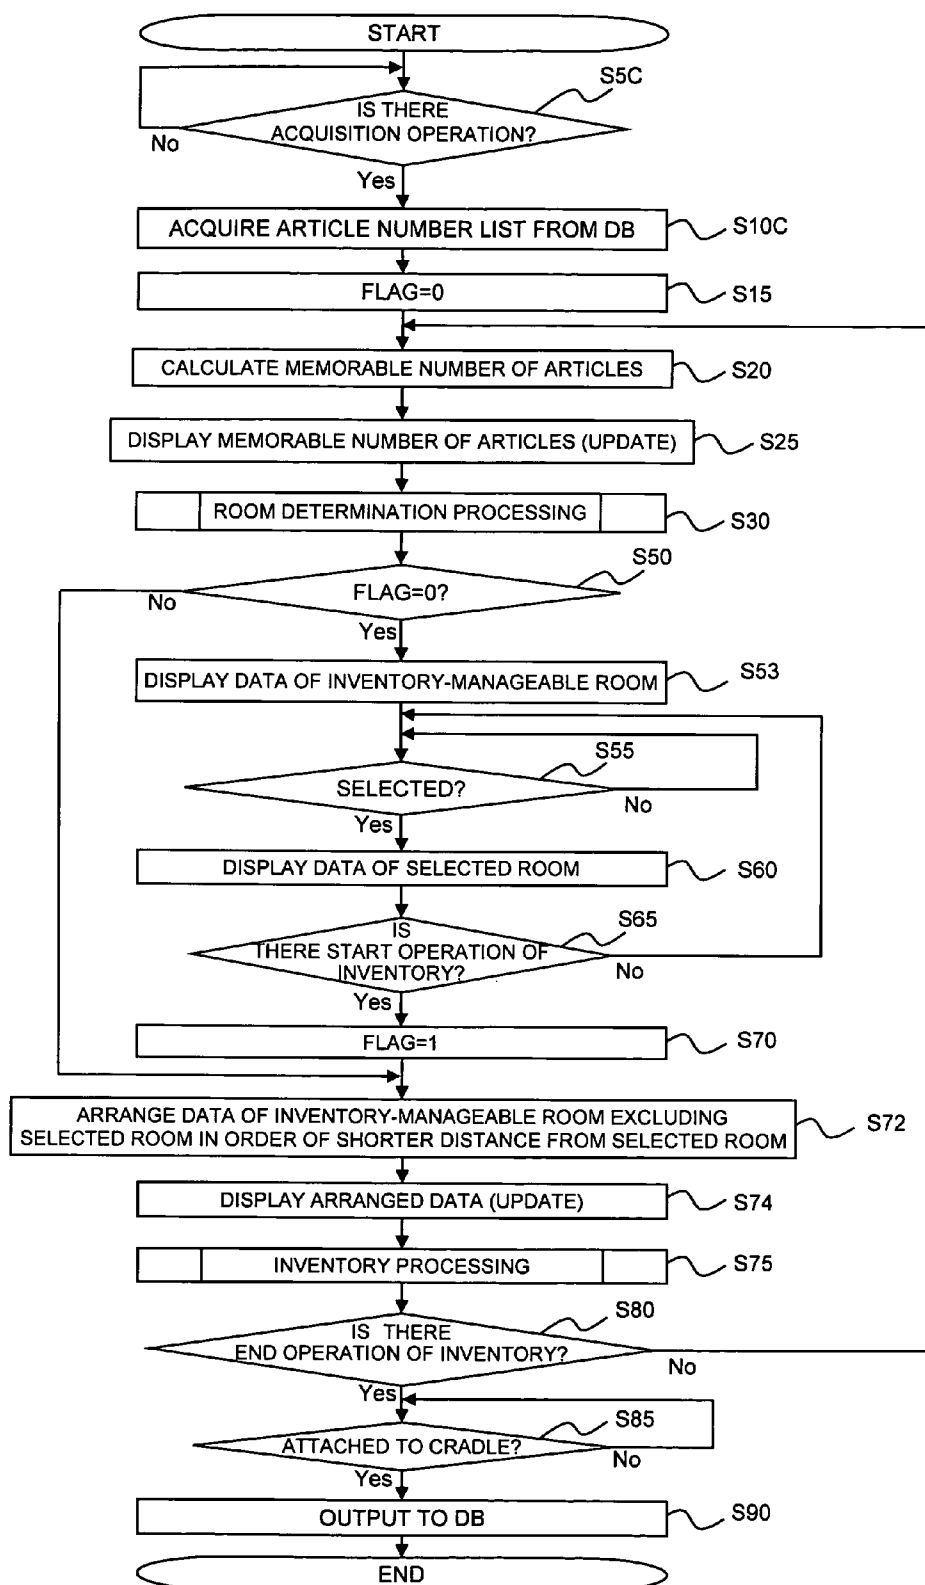 START
S5C
IS THERE
ACQUISITION OPERATION?
No
Yes
ACQUIRE ARTICLE NUMBER LIST FROM DB
S10C
FLAG=0
S15
CALCULATE MEMORABLE NUMBER OF ARTICLES
S20
DISPLAY MEMORABLE NUMBER OF ARTICLES (UPDATE)
S25
ROOM DETERMINATION PROCESSING
S30
S50
FLAG=0?
No
Yes
DISPLAY DATA OF INVENTORY-MANAGEABLE ROOM
S53
S55
SELECTED?
No
Yes
DISPLAY DATA OF SELECTED ROOM
S60
S65
IS
THERE START OPERATION OF
INVENTORY?
No
Yes
FLAG=1
S70
ARRANGE DATA OF INVENTORY-MANAGEABLE ROOM EXCLUDING
SELECTED ROOM IN ORDER OF SHORTER DISTANCE FROM SELECTED ROOM
S72
DISPLAY ARRANGED DATA (UPDATE)
S74
INVENTORY PROCESSING
S75
S80
IS THERE
END OPERATION OF INVENTORY?
No
Yes
S85
ATTACHED TO CRADLE?
No
Yes
OUTPUT TO DB
S90
END